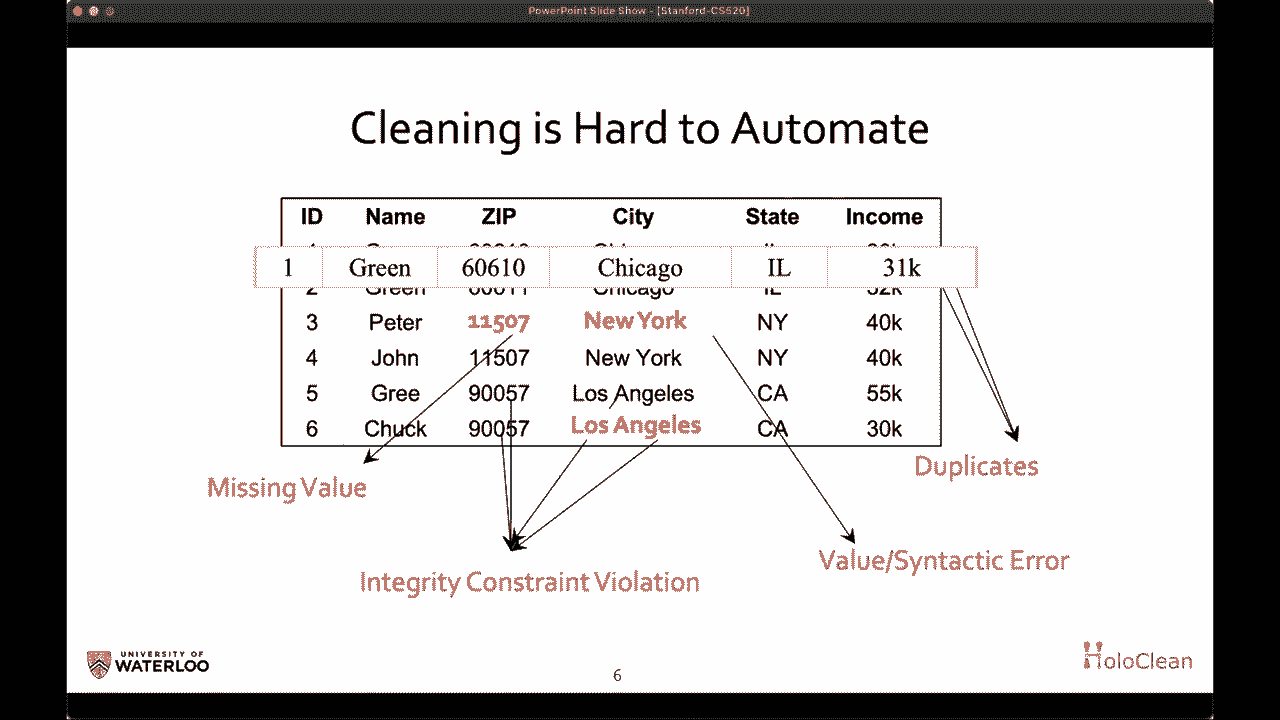 PowerPoint Slide Show - [Stanford-CS520]
Cleaning is Hard to Automate
ID Name ZIP City State Income
1 Green 60610 Chicago IL 31k
2 Green 60611 Chicago IL 32k
3 Peter 11507 New York NY 40k
4 John 11507 New York NY 40k
5 Gree 90057 Los Angeles CA 55k
6 Chuck 90057 Los Angeles CA 30k
Duplicates
Missing Value
Value/Syntactic Error
Integrity Constraint Violation
UNIVERSITY OF
WATERLOO
HoloClean
6